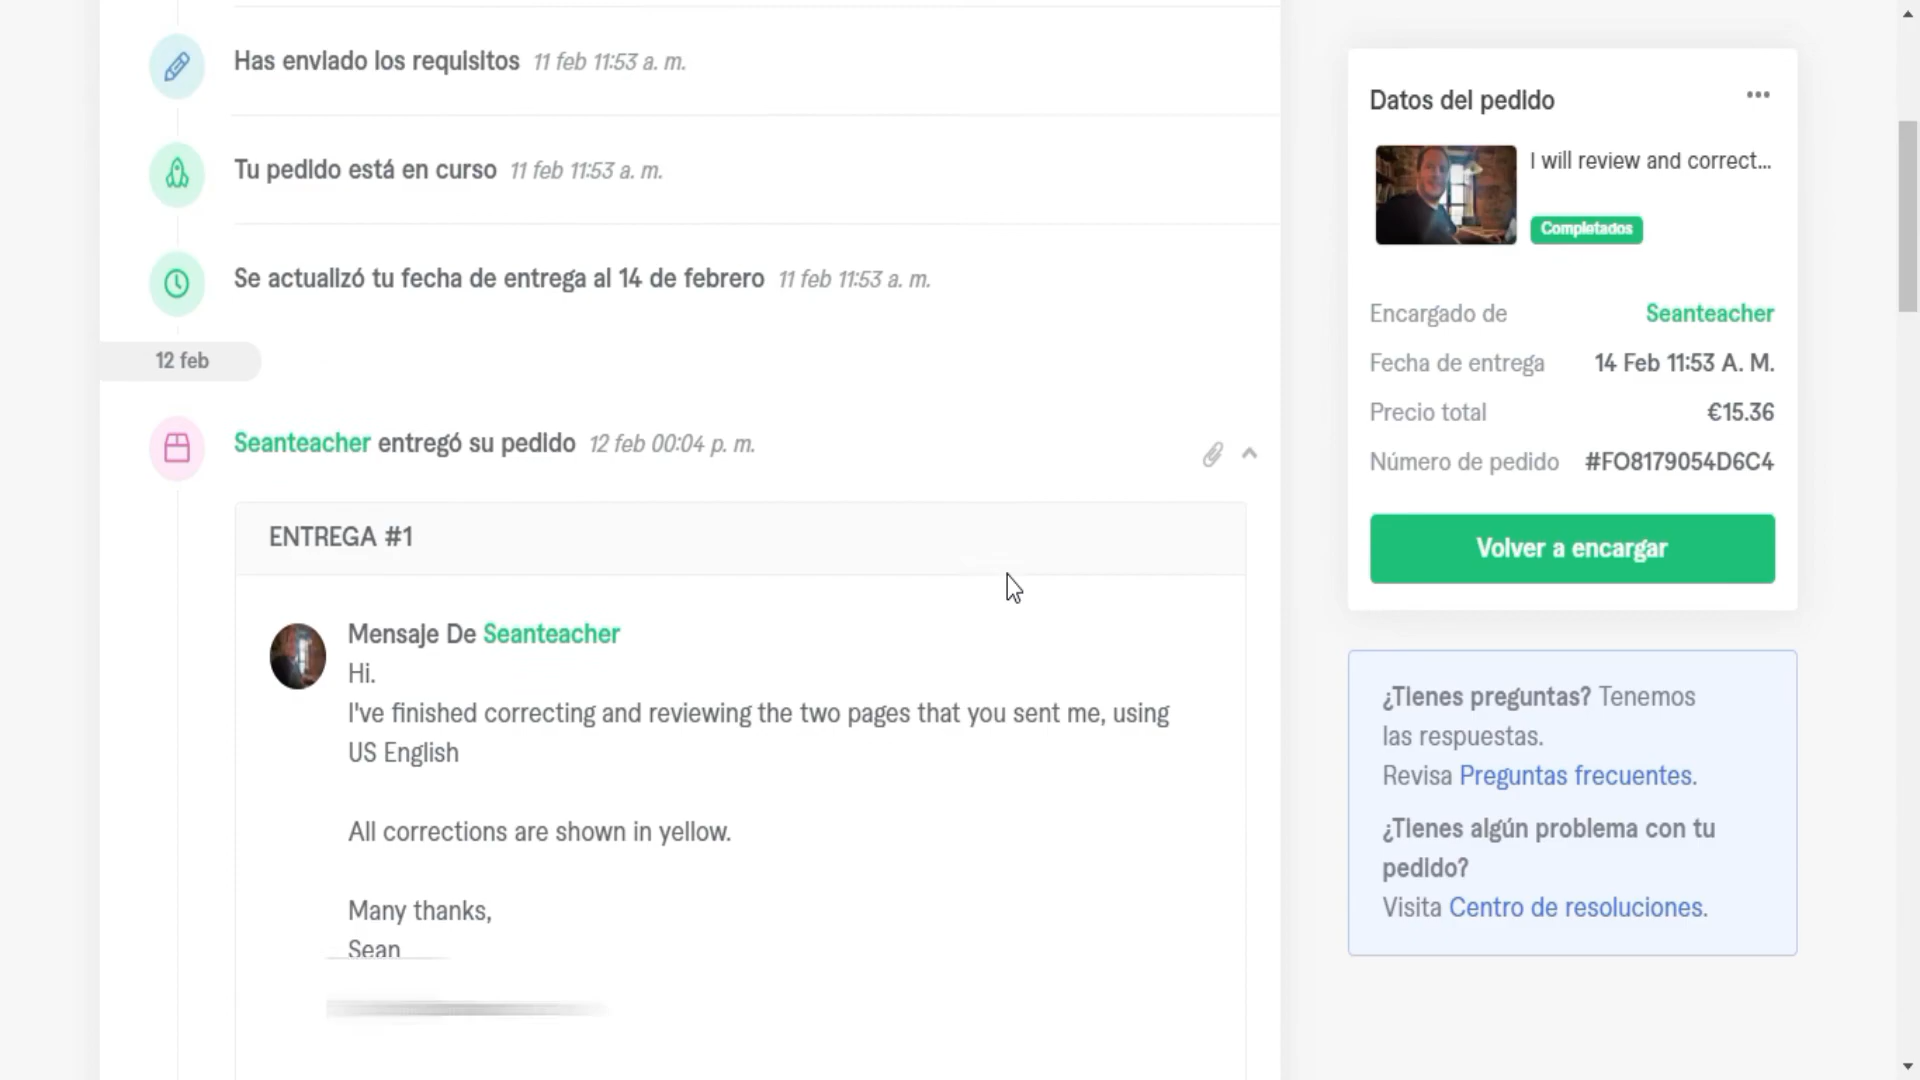 Has enviado los requisitos 11 feb 11:53 a. m.
Tu pedido está en curso 11 feb 11:53 a. m.
Se actualizó tu fecha de entrega al 14 de febrero 11 feb 11:53 a. m.
12 feb
Seanteacher entregó su pedido 12 feb 00:04 p. m.
ENTREGA #1
Mensaje De Seanteacher
Hi.
I've finished correcting and reviewing the two pages that you sent me, using
US English
All corrections are shown in yellow.
Many thanks,
Sean
Datos del pedido
I will review and correct...
Completados
Encargado de Seanteacher
Fecha de entrega 14 Feb 11:53 A. M.
Precio total €15.36
Número de pedido #FO8179054D6C4
Volver a encargar
¿Tienes preguntas? Tenemos
las respuestas.
Revisa Preguntas frecuentes.
¿Tienes algún problema con tu
pedido?
Visita Centro de resoluciones.